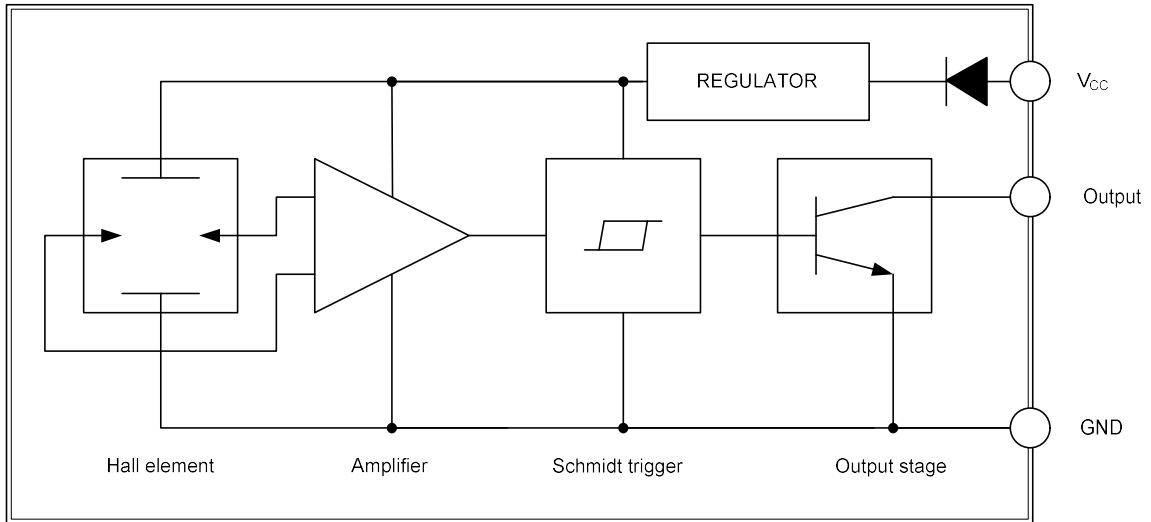 REGULATOR
VCC
Output
GND
Hall element
Amplifier
Schmidt trigger
Output stage